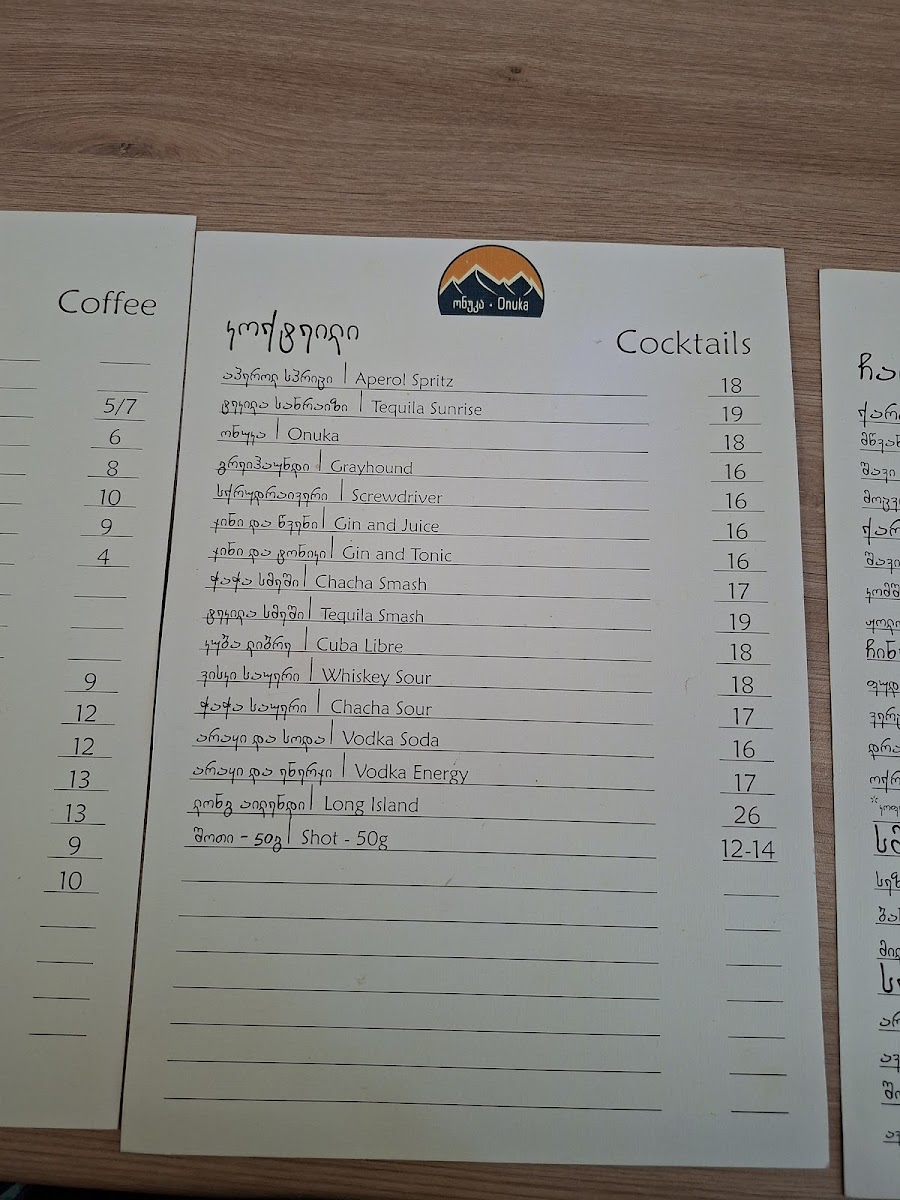 Coffee
5/7
6
8
10
9
4
9
12
12
13
13
9
10
ონუკა · Onuka
კოქტეილი Cocktails
აპეროლ სპრიცი | Aperol Spritz 18
ტეკილა სანრაიზი | Tequila Sunrise 19
ონუკა | Onuka 18
გრეიჰაუნდი | Grayhound 16
სქრუდრაივერი | Screwdriver 16
ჯინი და წვენი | Gin and Juice 16
ჯინი და ტონიკი | Gin and Tonic 16
ჭაჭა სმეში | Chacha Smash 17
ტეკილა სმეში | Tequila Smash 19
კუბა ლიბრე | Cuba Libre 18
ვისკი საუერი | Whiskey Sour 18
ჭაჭა საუერი | Chacha Sour 17
არაყი და სოდა | Vodka Soda 16
არაყი და ენერჯი | Vodka Energy 17
ლონგ აილენდი | Long Island 26
შოთი - 50გ | Shot - 50g 12-14